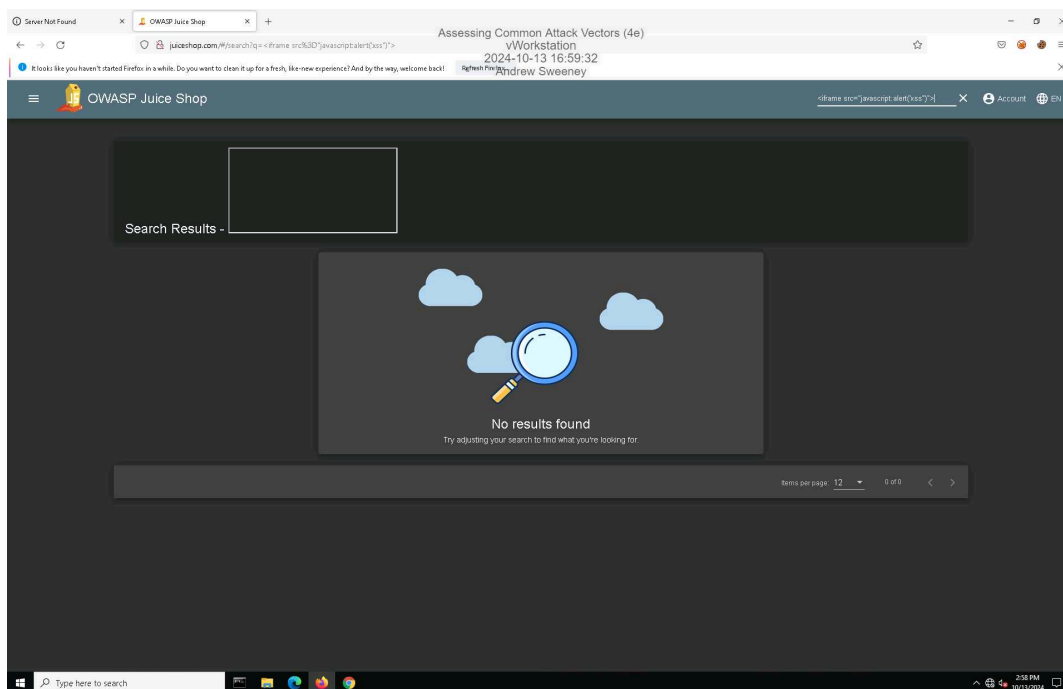 Server Not Found
OWASP Juice Shop
Assessing Common Attack Vectors (4e)
juiceshop.com/#/search?q=<iframe src%3D"javascript:alert('xss')">
vWorkstation
2024-10-13 16:59:32
It looks like you haven't started Firefox in a while. Do you want to clean it up for a fresh, like-new experience? And by the way, welcome back!
Andrew Sweeney
OWASP Juice Shop
<iframe src="javascript:alert('xss')">
Account
EN
Search Results -
No results found
Try adjusting your search to find what you're looking for.
Items per page: 12
0 of 0
Type here to search
2:58 PM
10/13/2024